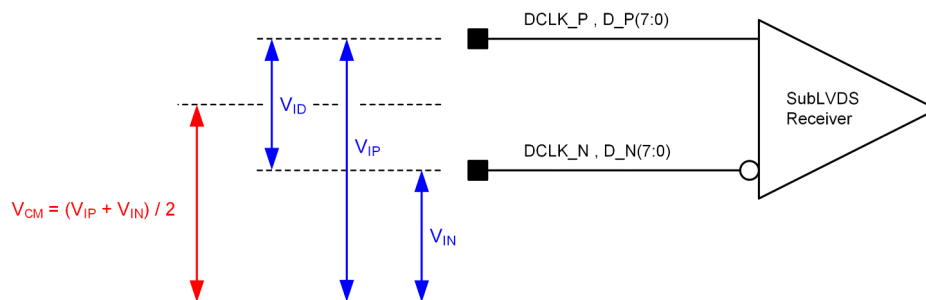 DCLK_P , D_P(7:0)
SubLVDS
Receiver
VID
VIP
DCLK_N , D_N(7:0)
VCM = (VIP + VIN) / 2
VIN